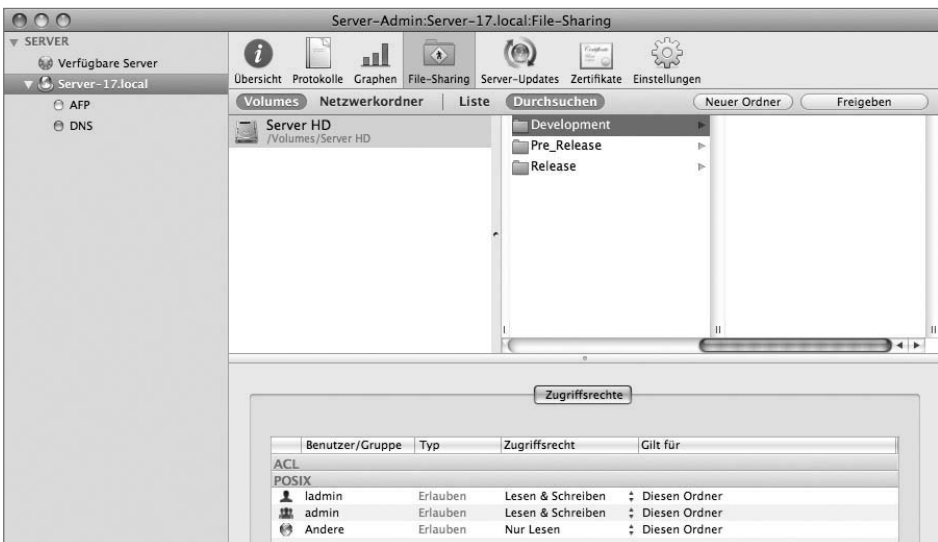 Server-Admin:Server-17.local:File-Sharing
SERVER
Verfügbare Server
Server-17.local
AFP
DNS
Übersicht Protokolle Graphen File-Sharing Server-Updates Zertifikate Einstellungen
Volumes Netzwerkordner Liste Durchsuchen Neuer Ordner Freigeben
Server HD
/Volumes/Server HD
Development
Pre_Release
Release
Zugriffsrechte
Benutzer/Gruppe Typ Zugriffsrecht Gilt für
ACL
POSIX
ladmin Erlauben Lesen & Schreiben Diesen Ordner
admin Erlauben Lesen & Schreiben Diesen Ordner
Andere Erlauben Nur Lesen Diesen Ordner